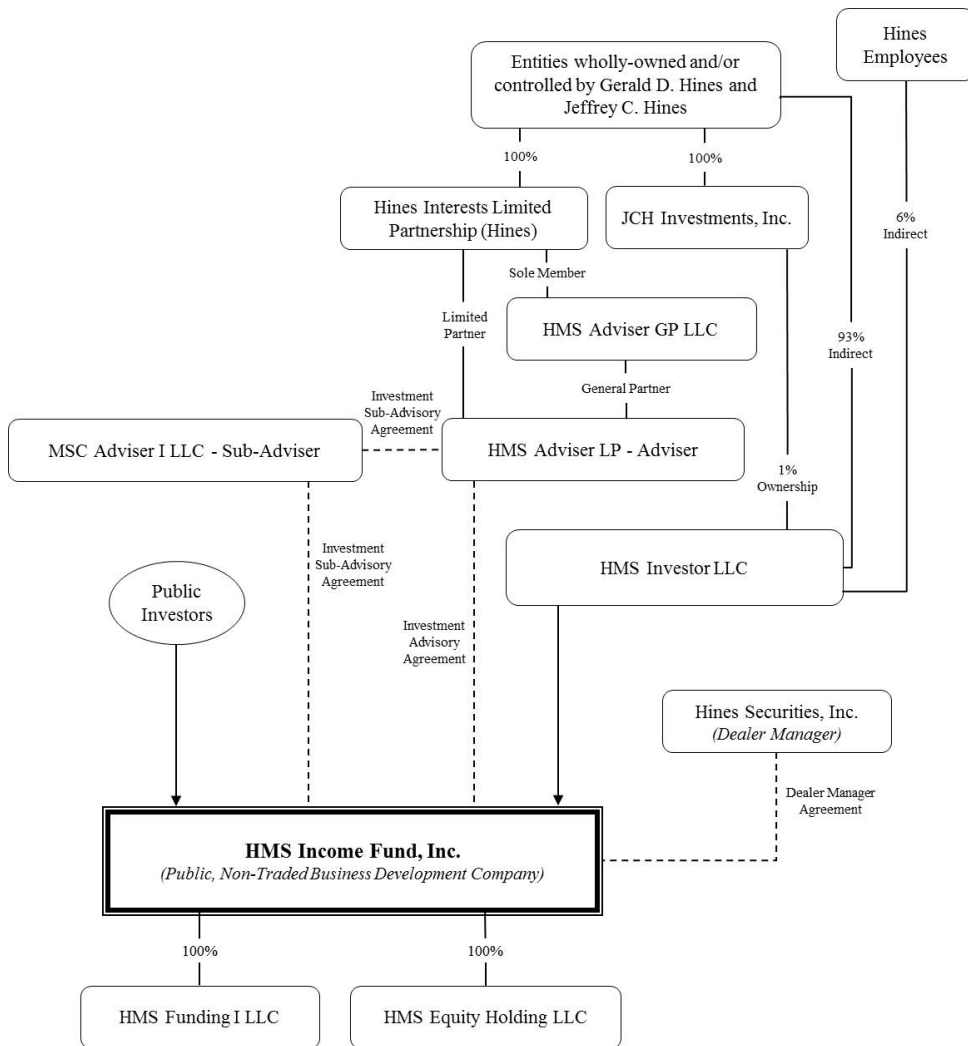 Hines
Employees
Entities wholly-owned and/or
controlled by Gerald D. Hines and
Jeffrey C. Hines
100%
100%
Hines Interests Limited
Partnership (Hines)
JCH Investments, Inc.
6%
Indirect
Sole Member
Limited
Partner
HMS Adviser GP LLC
93%
Indirect
General Partner
Investment
Sub-Advisory
Agreement
MSC Adviser I LLC - Sub-Adviser
HMS Adviser LP - Adviser
1%
Ownership
Investment
Sub-Advisory
Agreement
HMS Investor LLC
Public
Investors
Investment
Advisory
Agreement
Hines Securities, Inc.
(Dealer Manager)
Dealer Manager
Agreement
HMS Income Fund, Inc.
(Public, Non-Traded Business Development Company)
100%
100%
HMS Funding I LLC
HMS Equity Holding LLC